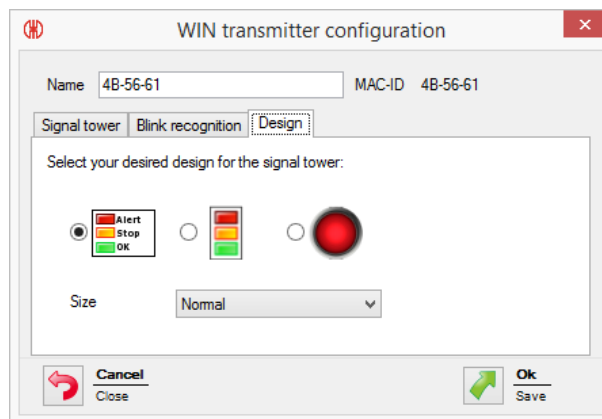 WIN transmitter configuration
Name 4B-56-61 MAC-ID 4B-56-61
Signal tower Blink recognition Design
Select your desired design for the signal tower:
Alert
Stop
OK
Size Normal
Cancel Ok
Close Save